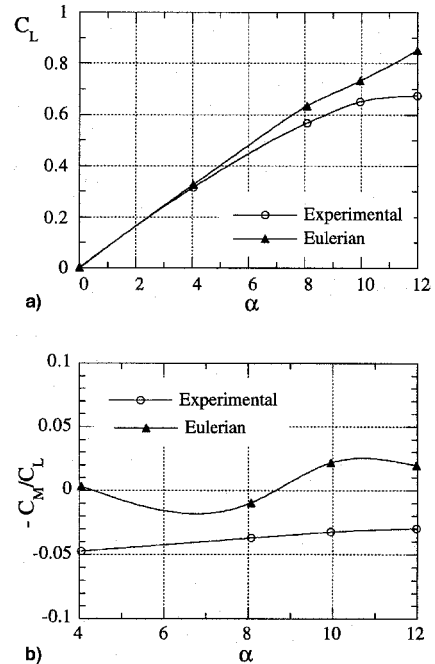 C_L
1
0.8
0.6
0.4
0.2
0
Experimental
Eulerian
0 2 4 6 8 10 12
a)
α
0.1
0.05
0
-0.05
-0.1
- C_M/C_L
Experimental
Eulerian
4 6 8 10 12
b)
α